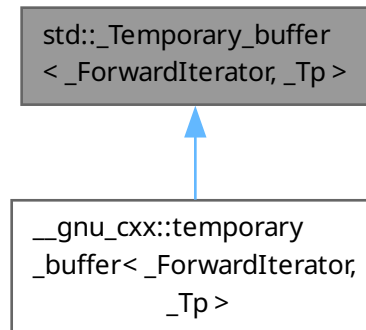 std::_Temporary_buffer
< _ForwardIterator, _Tp >
__gnu_cxx::temporary
_buffer< _ForwardIterator,
_Tp >